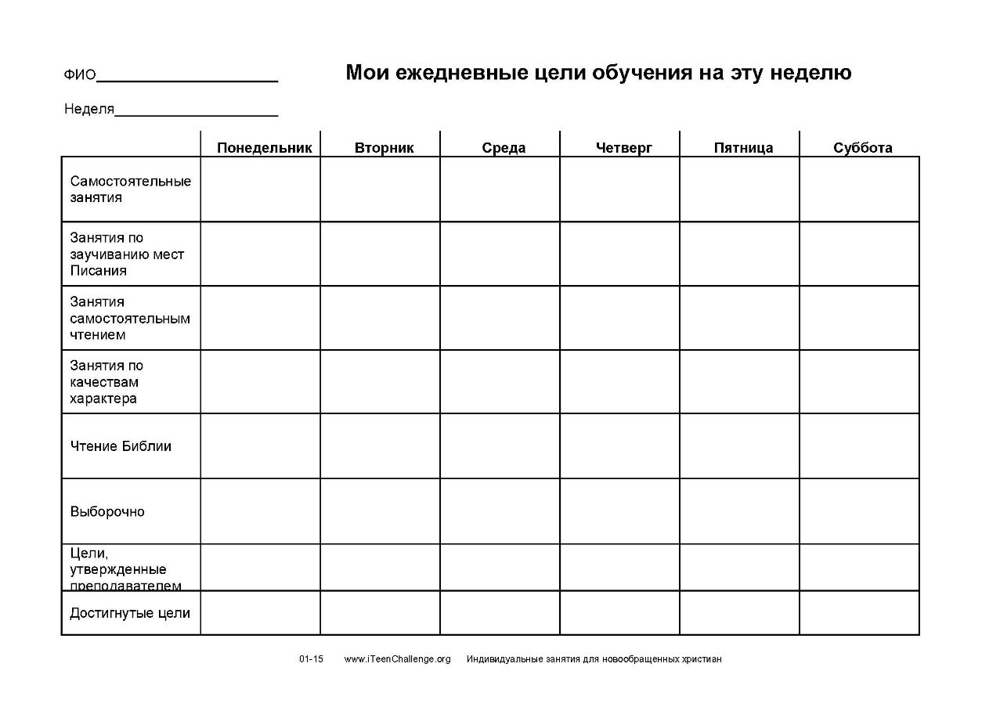 ФИО Мои ежедневные цели обучения на эту неделю
Неделя
Понедельник Вторник Среда Четверг Пятница Суббота
Самостоятельные
занятия
Занятия по
заучиванию мест
Писания
Занятия
самостоятельным
чтением
Занятия по
качествам
характера
Чтение Библии
Выборочно
Цели,
утвержденные
преподавателем
Достигнутые цели
01-15 www.iTeenChallenge.org Индивидуальные занятия для новообращенных христиан